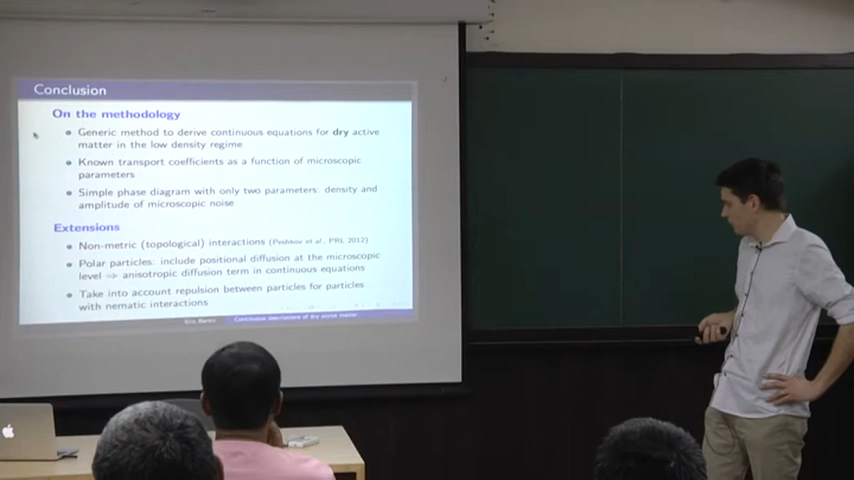 Conclusion
On the methodology
Generic method to derive continuous equations for dry active
matter in the low density regime
Known transport coefficients as a function of microscopic
parameters
Simple phase diagram with only two parameters: density and
amplitude of microscopic noise
Extensions
Non-metric (topological) interactions (Peshkov et al., PRL 2012)
Polar particles: include positional diffusion at the microscopic
level ⇒ anisotropic diffusion term in continuous equations
Take into account repulsion between particles for particles
with nematic interactions
Eric Bertin Continuous descriptions of dry active matter